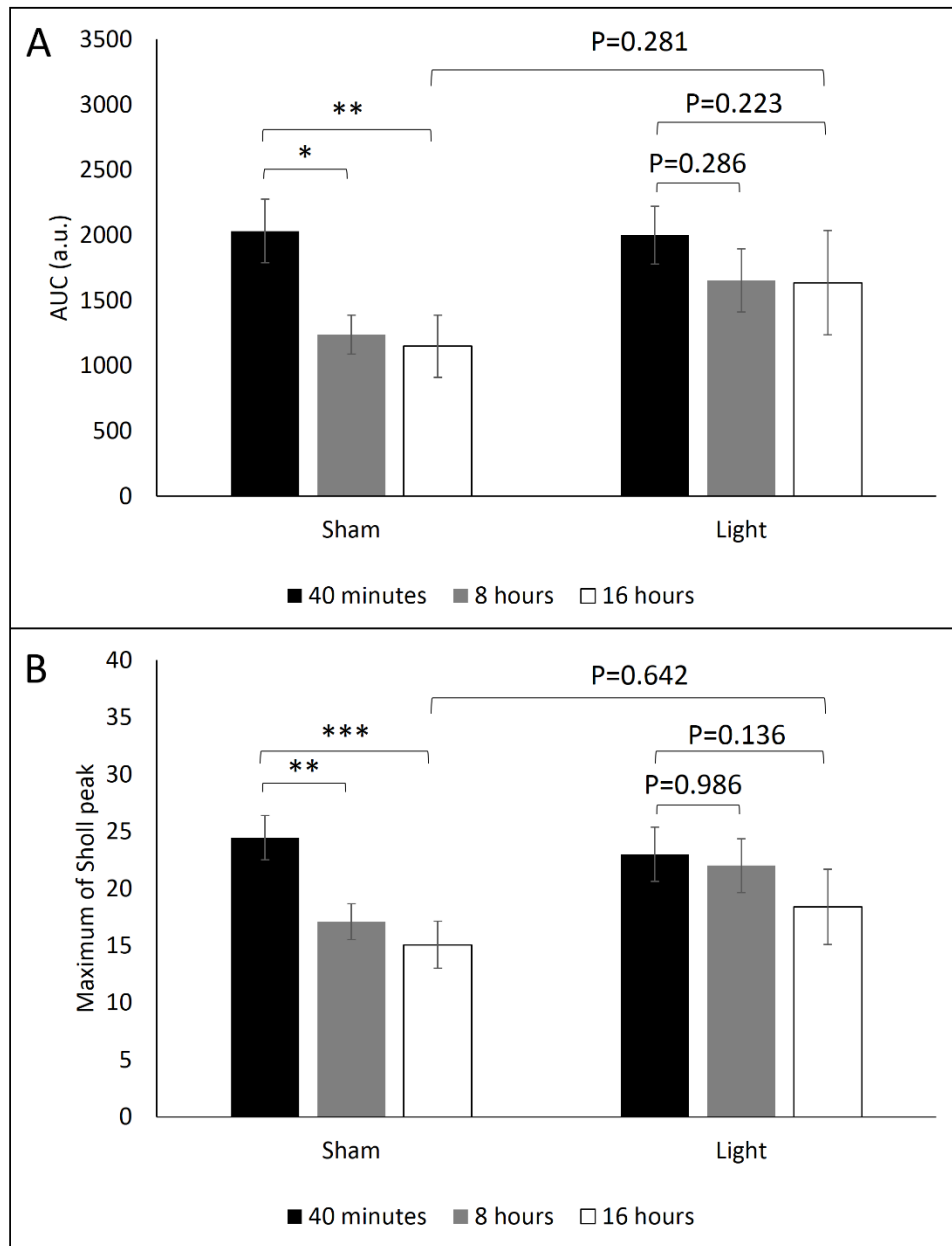 A
3500
3000
2500
2000
1500
1000
500
0
AUC (a.u.)
P=0.281
**
*
P=0.223
P=0.286
Sham
Light
40 minutes 8 hours 16 hours
B
40
35
30
25
20
15
10
5
0
Maximum of Sholl peak
P=0.642
***
**
P=0.136
P=0.986
Sham
Light
40 minutes 8 hours 16 hours